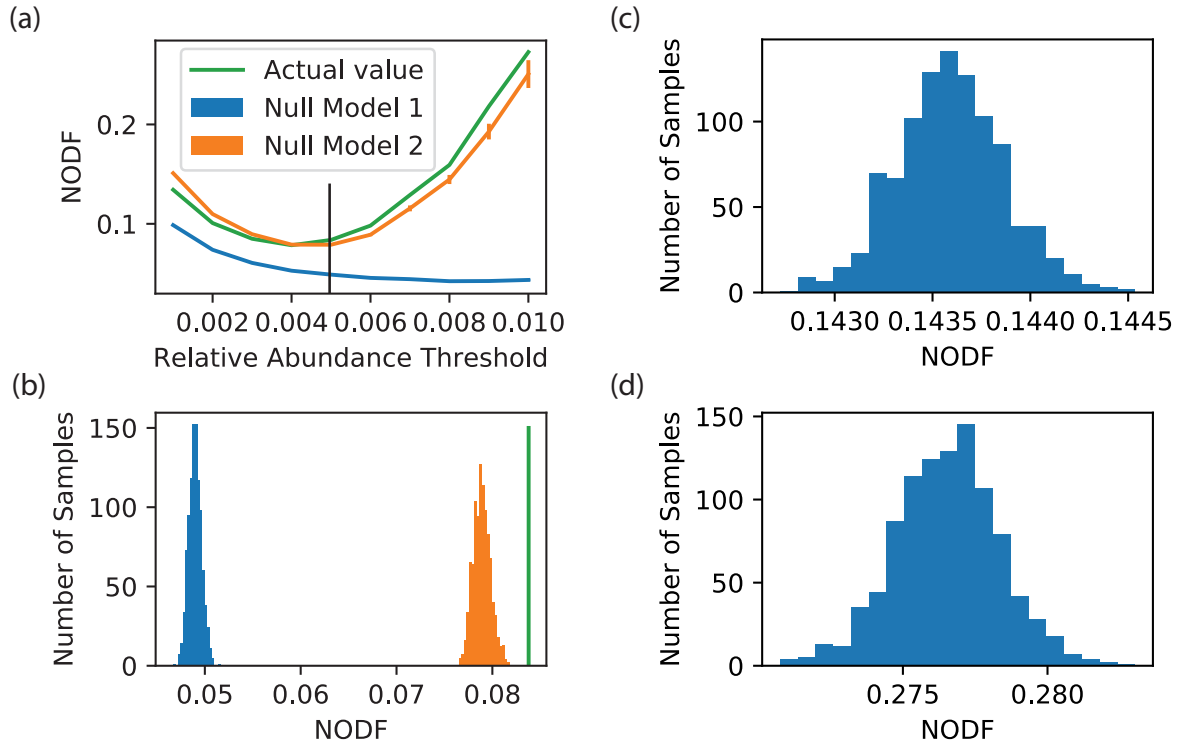 (a)
Actual value
Null Model 1
Null Model 2
0.2
0.1
NODF
0.002 0.004 0.006 0.008 0.010
Relative Abundance Threshold
(b)
150
100
50
0
Number of Samples
0.05 0.06 0.07 0.08
NODF
(c)
100
50
0
Number of Samples
0.1430 0.1435 0.1440 0.1445
NODF
(d)
150
100
50
0
Number of Samples
0.275 0.280
NODF